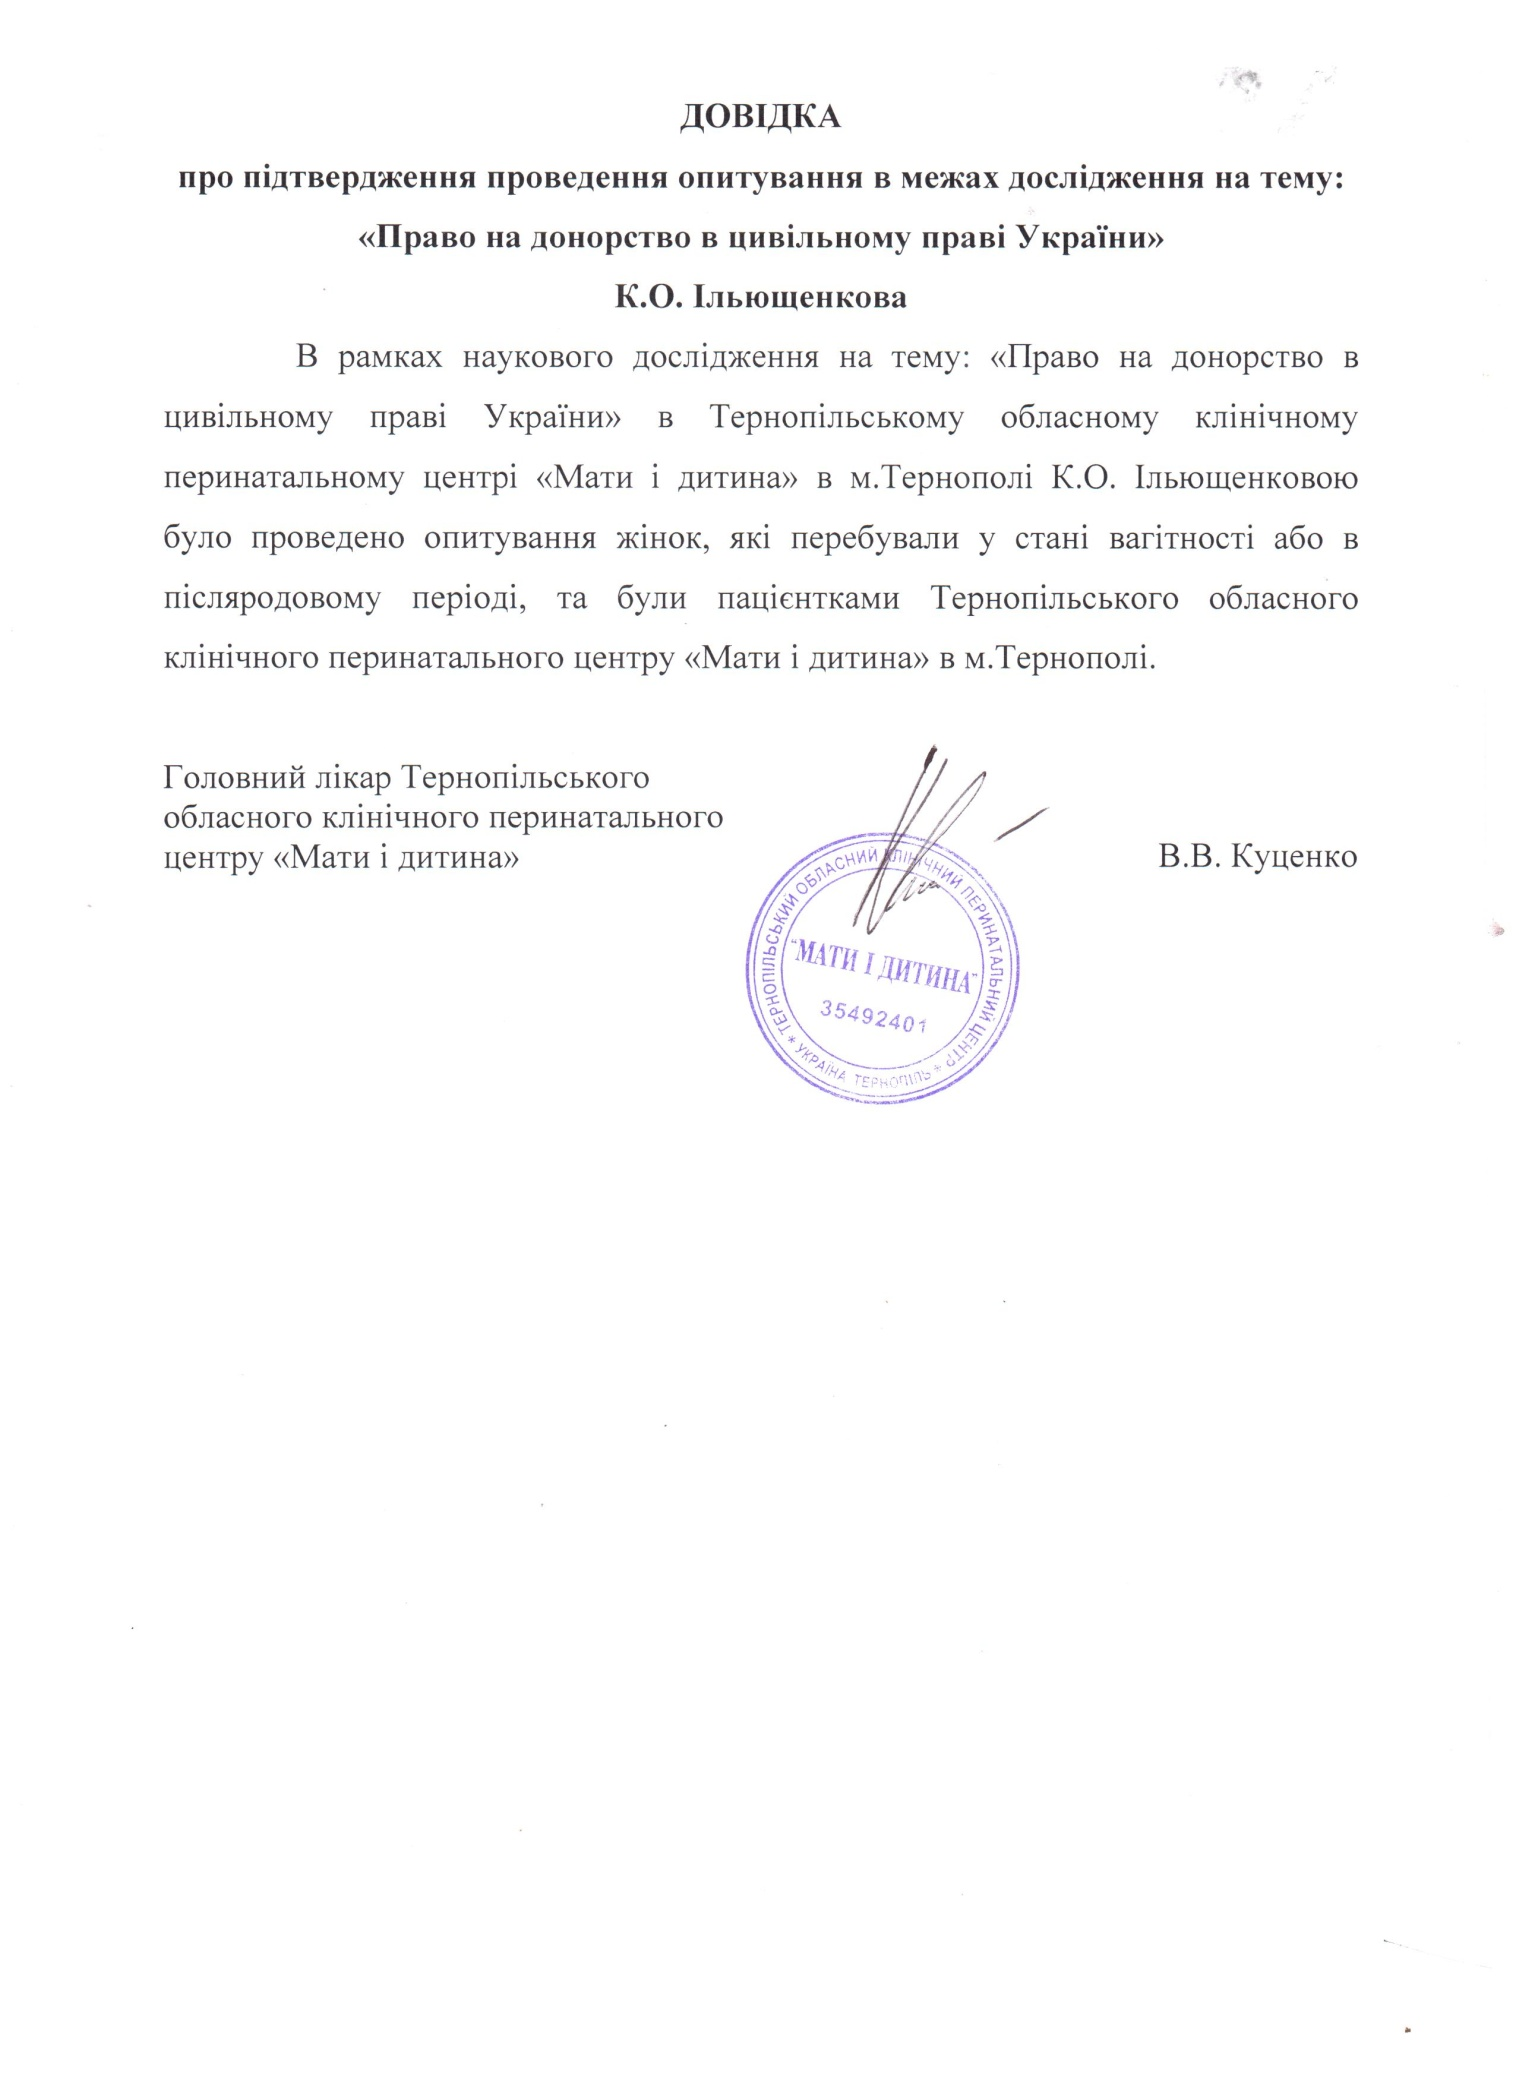 ДОВІДКА
про підтвердження проведення опитування в межах дослідження на тему:
«Право на донорство в цивільному праві України»
К.О. Ільющенкова
В рамках наукового дослідження на тему: «Право на донорство в
цивільному праві України» в Тернопільському обласному клінічному
перинатальному центрі «Мати і дитина» в м.Тернополі К.О. Ільющенковою
було проведено опитування жінок, які перебували у стані вагітності або в
післяродовому періоді, та були пацієнтками Тернопільського обласного
клінічного перинатального центру «Мати і дитина» в м.Тернополі.
Головний лікар Тернопільського
обласного клінічного перинатального
центру «Мати і дитина»
В.В. Куценко
ТЕРНОПІЛЬСЬКИЙ ОБЛАСНИЙ КЛІНІЧНИЙ ПЕРИНАТАЛЬНИЙ ЦЕНТР
"МАТИ І ДИТИНА"
35492401
* УКРАЇНА ТЕРНОПІЛЬ *